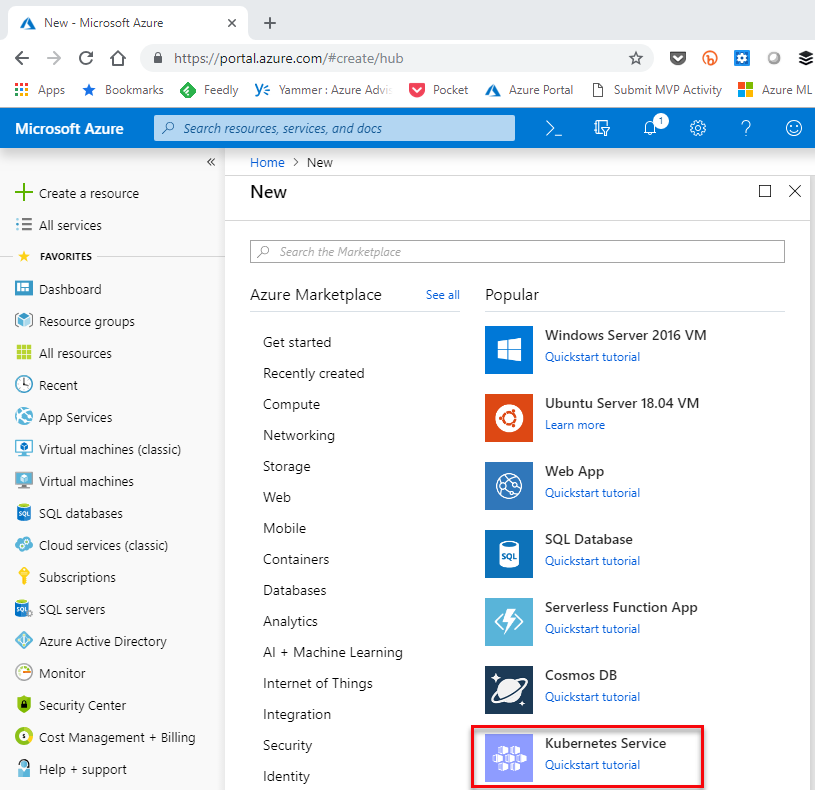 New - Microsoft Azure
https://portal.azure.com/#create/hub
Apps
Bookmarks
Feedly
Yammer : Azure Advis
Pocket
Azure Portal
Submit MVP Activity
Azure ML
Microsoft Azure
Search resources, services, and docs
1
Create a resource
All services
FAVORITES
Dashboard
Resource groups
All resources
Recent
App Services
Virtual machines (classic)
Virtual machines
SQL databases
Cloud services (classic)
Subscriptions
SQL servers
Azure Active Directory
Monitor
Security Center
Cost Management + Billing
Help + support
Home > New
New
Search the Marketplace
Azure Marketplace
See all
Get started
Recently created
Compute
Networking
Storage
Web
Mobile
Containers
Databases
Analytics
AI + Machine Learning
Internet of Things
Integration
Security
Identity
Popular
Windows Server 2016 VM
Quickstart tutorial
Ubuntu Server 18.04 VM
Learn more
Web App
Quickstart tutorial
SQL
SQL Database
Quickstart tutorial
Serverless Function App
Quickstart tutorial
Cosmos DB
Quickstart tutorial
Kubernetes Service
Quickstart tutorial